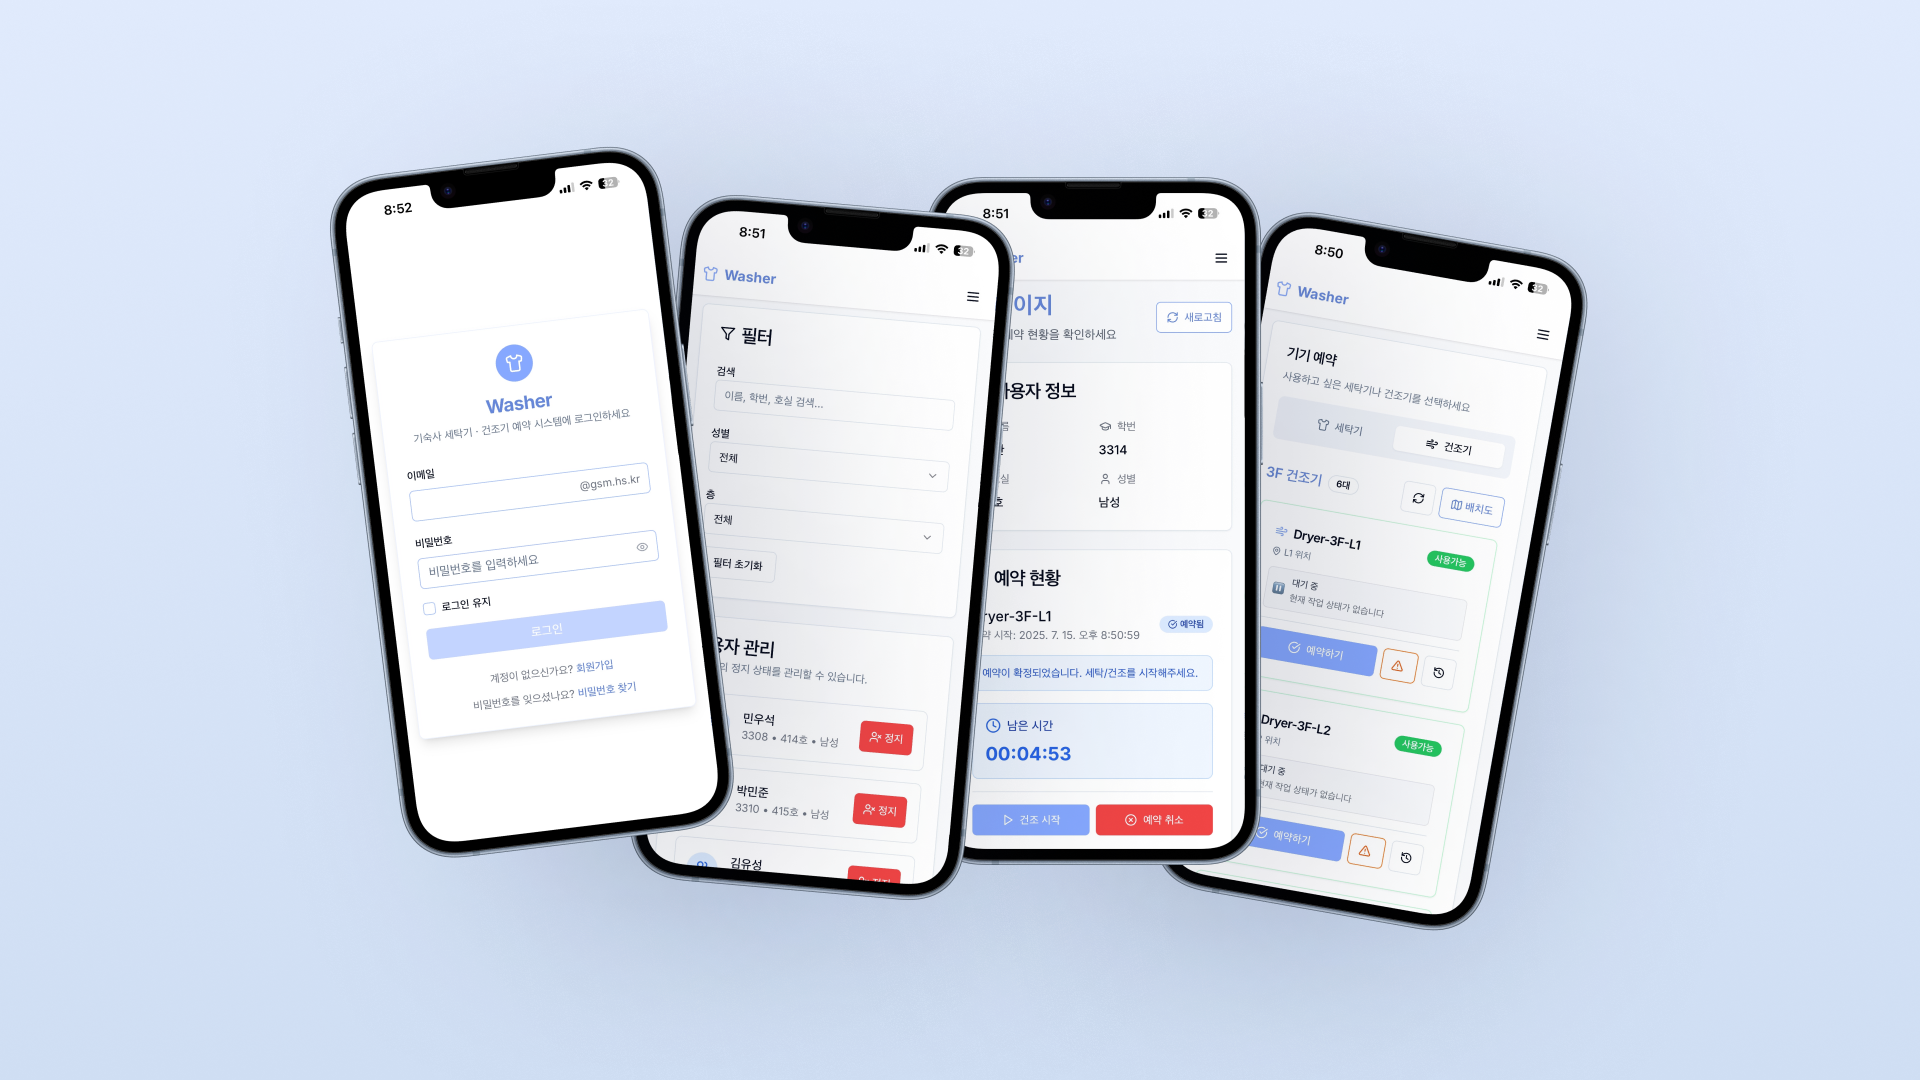 8:52
32
Washer
기숙사 세탁기 · 건조기 예약 시스템에 로그인하세요
이메일
@gsm.hs.kr
비밀번호
비밀번호를 입력하세요
로그인 유지
로그인
계정이 없으신가요? 회원가입
비밀번호를 잊으셨나요? 비밀번호 찾기
8:51
32
Washer
필터
검색
이름, 학번, 호실 검색...
성별
전체
층
전체
필터 초기화
용자 관리
의 정지 상태를 관리할 수 있습니다.
민우석
3308 • 414호 • 남성
정지
박민준
3310 • 415호 • 남성
정지
김유성
8:51
32
er
이지
예약 현황을 확인하세요
새로고침
용자 정보
학번
3314
실
성별
호
남성
예약 현황
ryer-3F-L1
예약됨
약 시작: 2025. 7. 15. 오후 8:50:59
예약이 확정되었습니다. 세탁/건조를 시작해주세요.
남은 시간
00:04:53
건조 시작
예약 취소
8:50
32
Washer
기기 예약
사용하고 싶은 세탁기나 건조기를 선택하세요
세탁기
건조기
3F 건조기
6대
배치도
Dryer-3F-L1
사용가능
L1 위치
대기 중
현재 작업 상태가 없습니다
예약하기
Dryer-3F-L2
사용가능
위치
대기 중
현재 작업 상태가 없습니다
예약하기